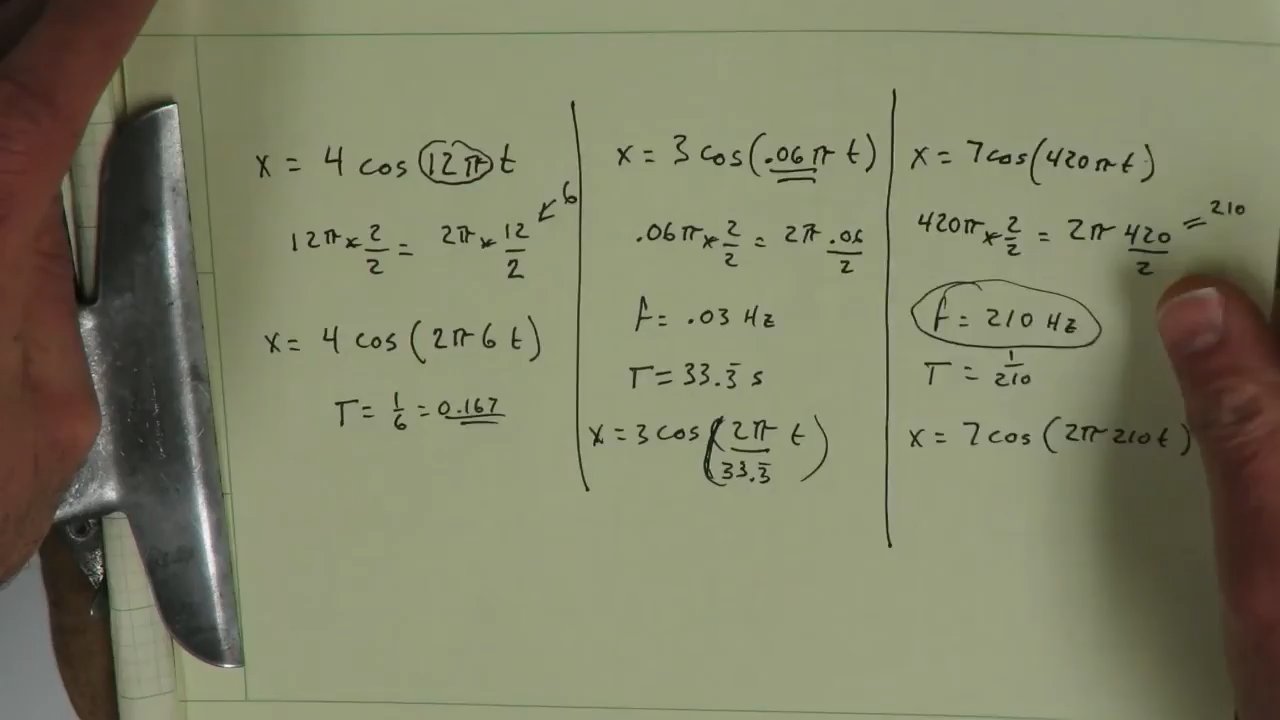 x = 4 cos 12π t
12π × 2/2 = 2π × 12/2 ↙ 6
x = 4 cos (2π 6 t)
T = 1/6 = 0.167
x = 3 cos (.06π t)
.06π × 2/2 = 2π .06/2
f = .03 Hz
T = 33.3̅ s
x = 3 cos (2π/33.3̅ t)
x = 7 cos (420π t)
420π × 2/2 = 2π 420/2 = 210
f = 210 Hz
T = 1/210
x = 7 cos (2π 210 t)